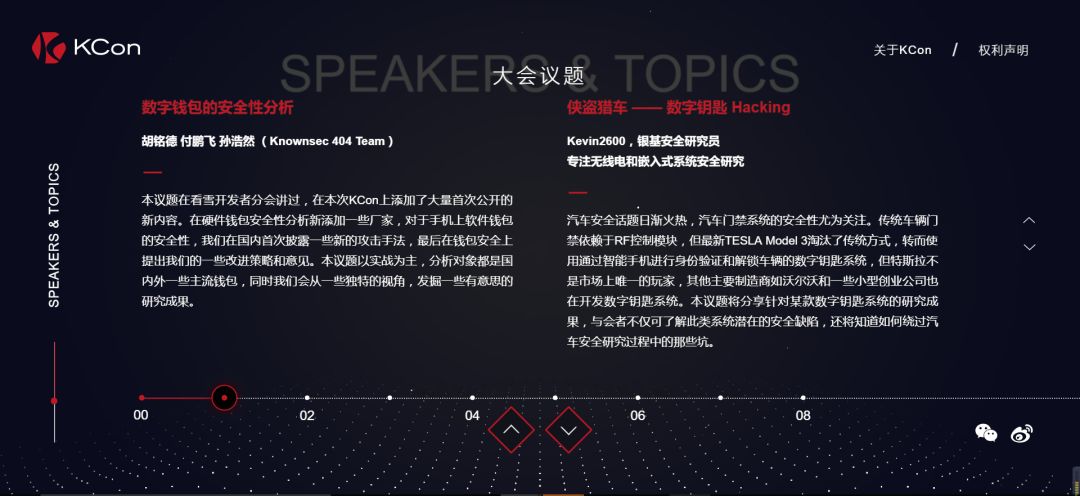 KCon
关于KCon / 权利声明
SPEAKERS & TOPICS
大会议题
数字钱包的安全性分析
胡铭德 付鹏飞 孙浩然 （ Knownsec 404 Team ）
本议题在看雪开发者分会讲过，在本次KCon上添加了大量首次公开的
新内容。在硬件钱包安全性分析新添加一些厂家，对于手机上软件钱包
的安全性，我们在国内首次披露一些新的攻击手法，最后在钱包安全上
提出我们的一些改进策略和意见。本议题以实战为主，分析对象都是国
内外一些主流钱包，同时我们会从一些独特的视角，发掘一些有意思的
研究成果。
侠盗猎车 —— 数字钥匙 Hacking
Kevin2600，银基安全研究员
专注无线电和嵌入式系统安全研究
汽车安全话题日渐火热，汽车门禁系统的安全性尤为关注。传统车辆门
禁依赖于RF控制模块，但最新TESLA Model 3淘汰了传统方式，转而使
用通过智能手机进行身份验证和解锁车辆的数字钥匙系统，但特斯拉不
是市场上唯一的玩家，其他主要制造商如沃尔沃和一些小型创业公司也
在开发数字钥匙系统。本议题将分享针对某款数字钥匙系统的研究成
果，与会者不仅可了解此类系统潜在的安全缺陷，还将知道如何绕过汽
车安全研究过程中的那些坑。
SPEAKERS & TOPICS
00
02
04
06
08